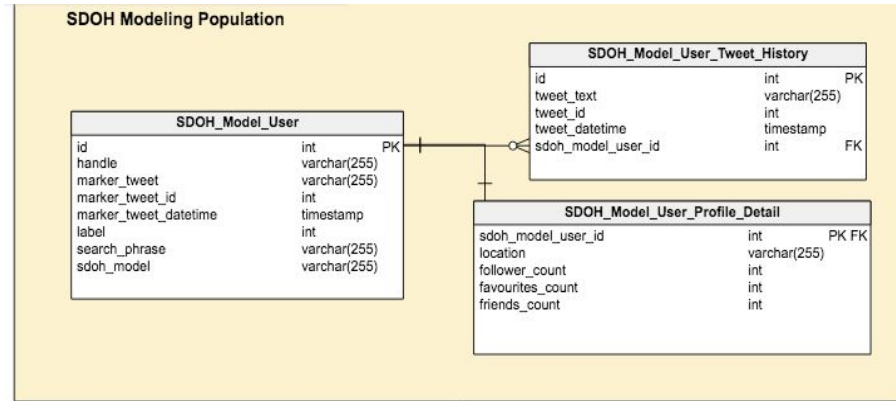 SDOH Modeling Population
SDOH_Model_User
id int PK
handle varchar(255)
marker_tweet varchar(255)
marker_tweet_id int
marker_tweet_datetime timestamp
label int
search_phrase varchar(255)
sdoh_model varchar(255)
SDOH_Model_User_Tweet_History
id int PK
tweet_text varchar(255)
tweet_id int
tweet_datetime timestamp
sdoh_model_user_id int FK
SDOH_Model_User_Profile_Detail
sdoh_model_user_id int PK FK
location varchar(255)
follower_count int
favourites_count int
friends_count int